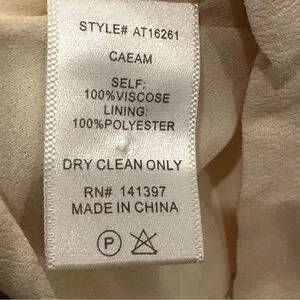 STYLE# AT16261
CAEAM
SELF:
100%VISCOSE
LINING:
100%POLYESTER
DRY CLEAN ONLY
RN# 141397
MADE IN CHINA
P